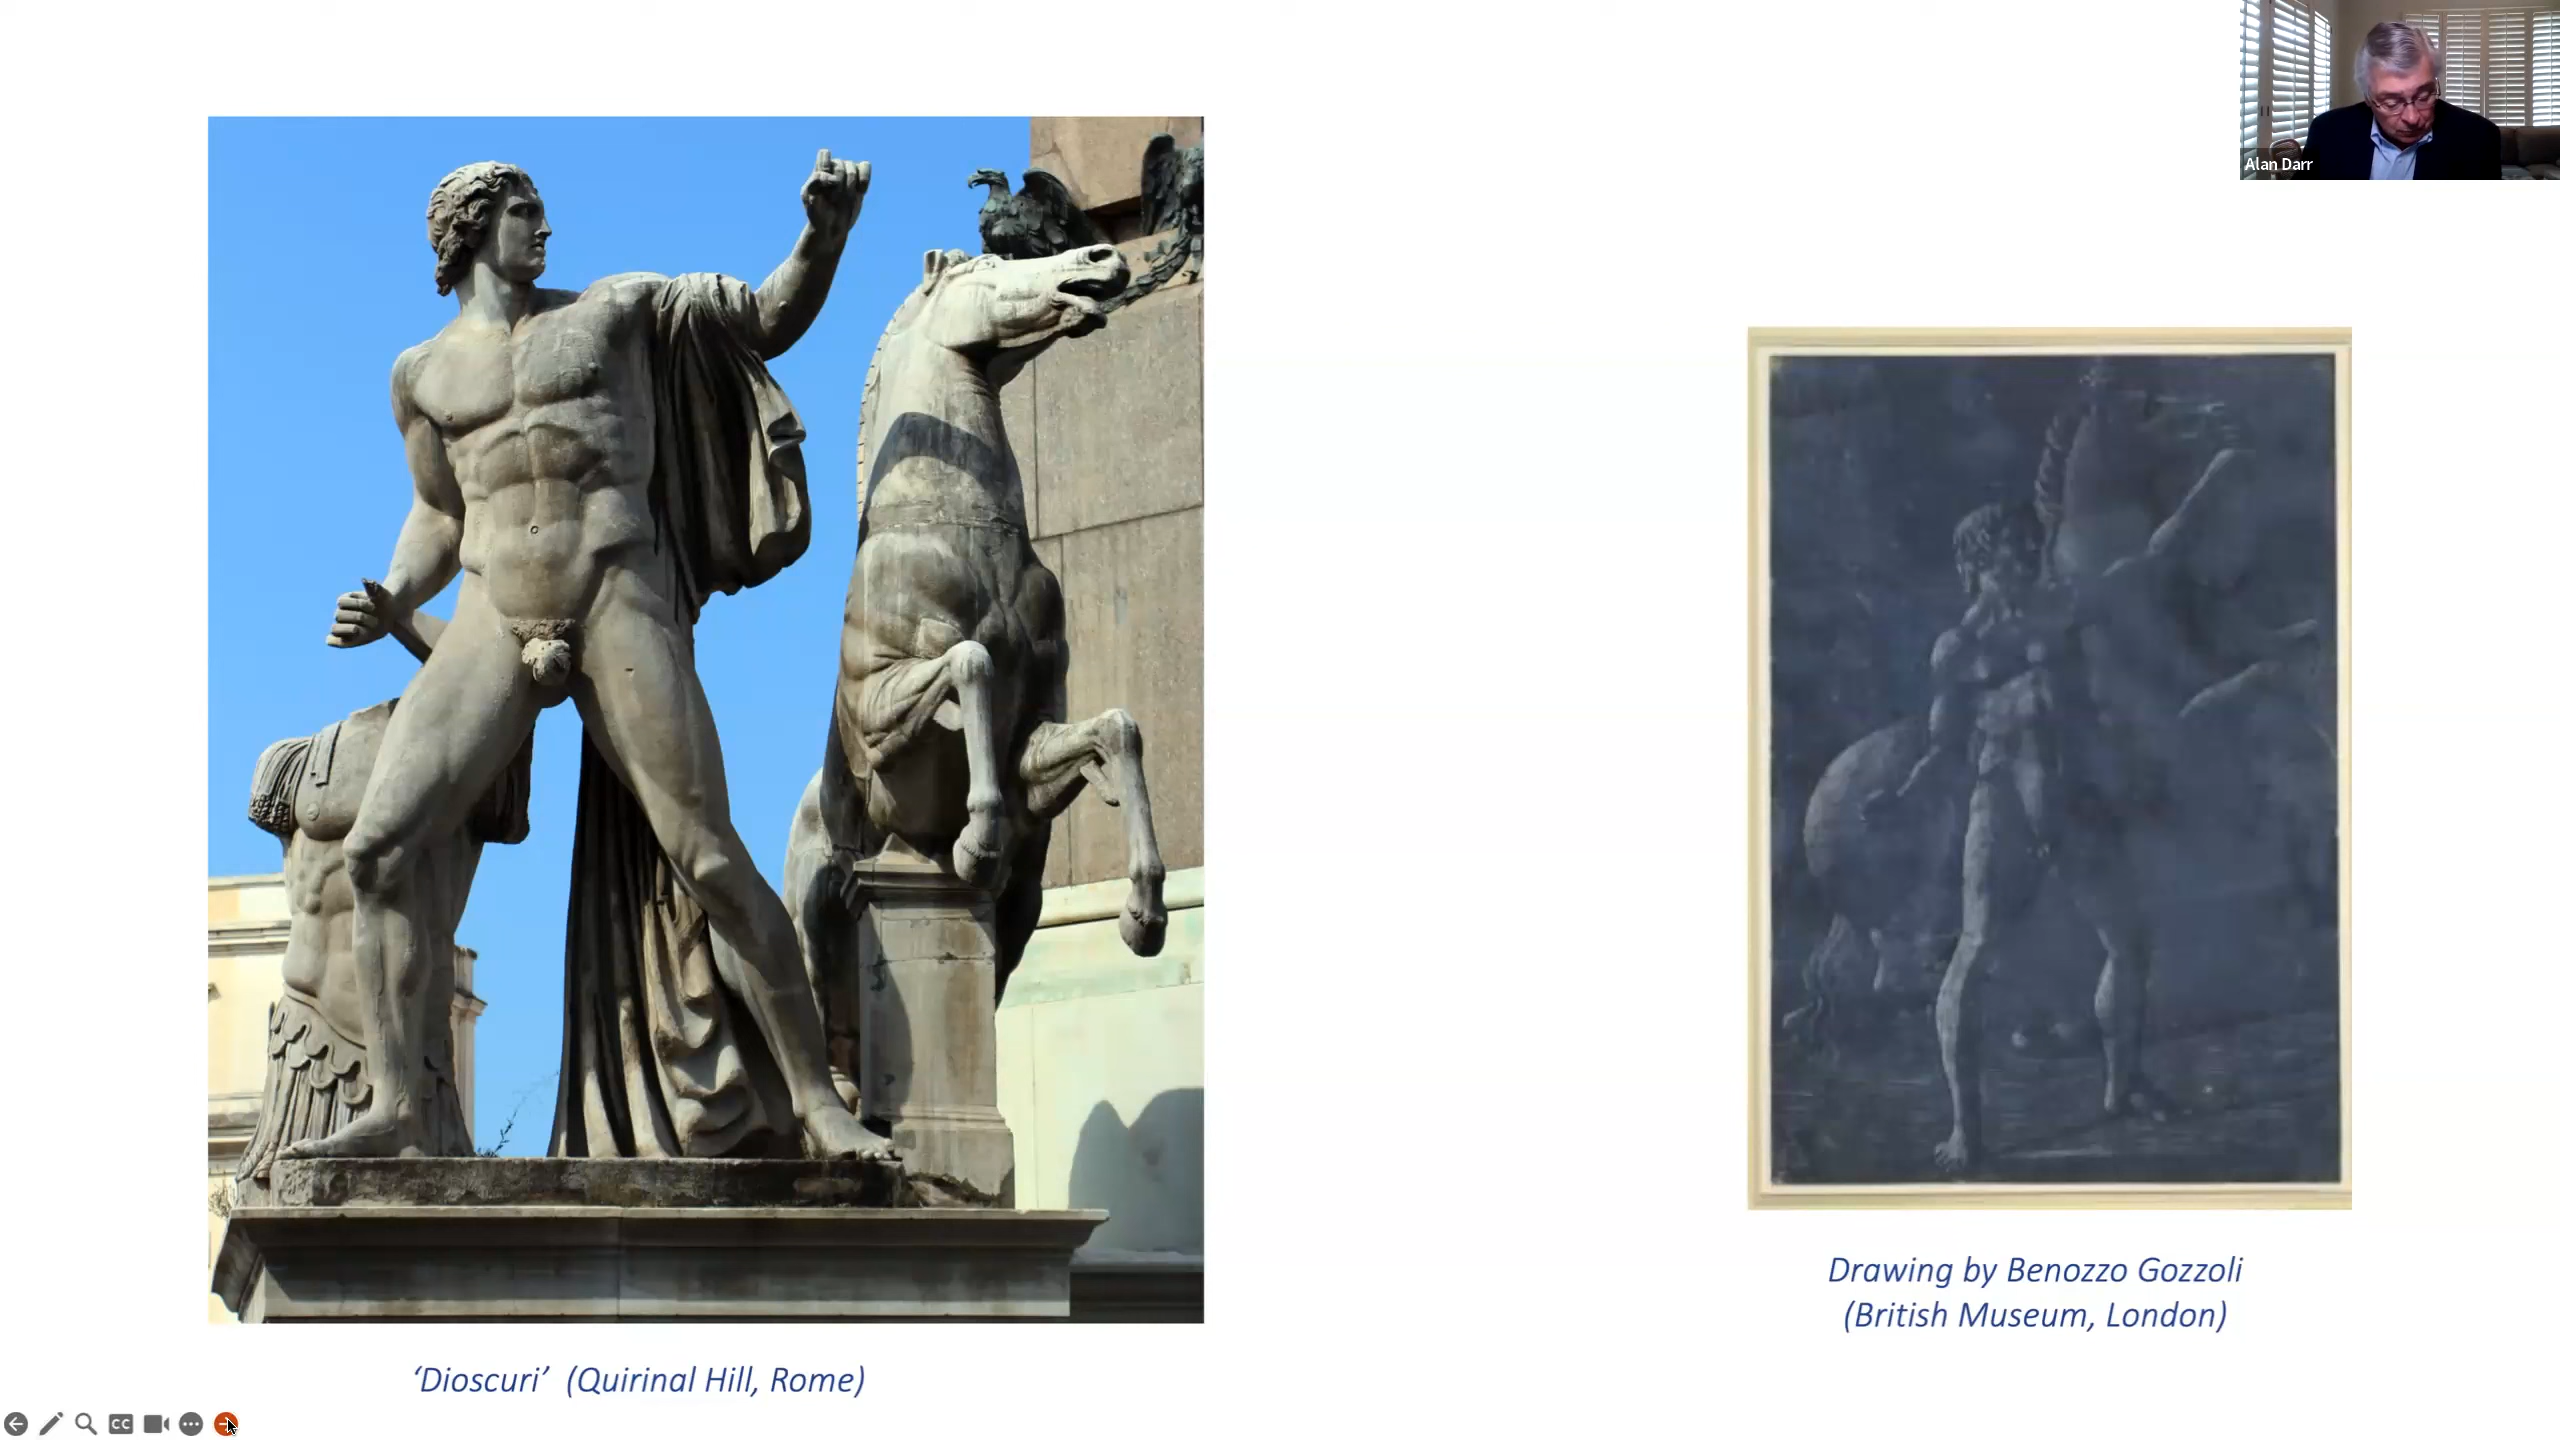 Alan Darr
Drawing by Benozzo Gozzoli
(British Museum, London)
‘Dioscuri’ (Quirinal Hill, Rome)
CC